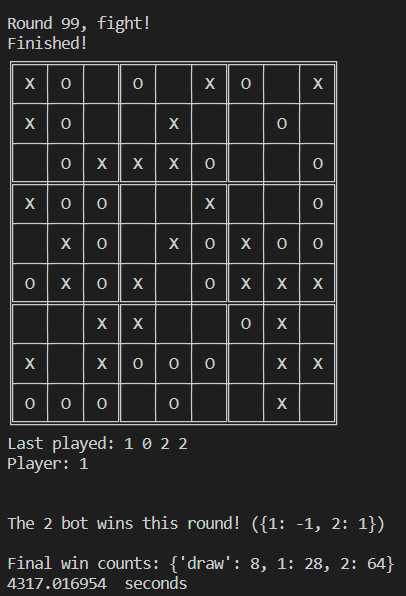 Round 99, fight!
Finished!
X O O X O X
X O X O
O X X X O O
X O O X O
X O X O X O O
O X O X O X X X
X X O X
X X O O O X X
O O O O X
Last played: 1 0 2 2
Player: 1
The 2 bot wins this round! ({1: -1, 2: 1})
Final win counts: {'draw': 8, 1: 28, 2: 64}
4317.016954 seconds